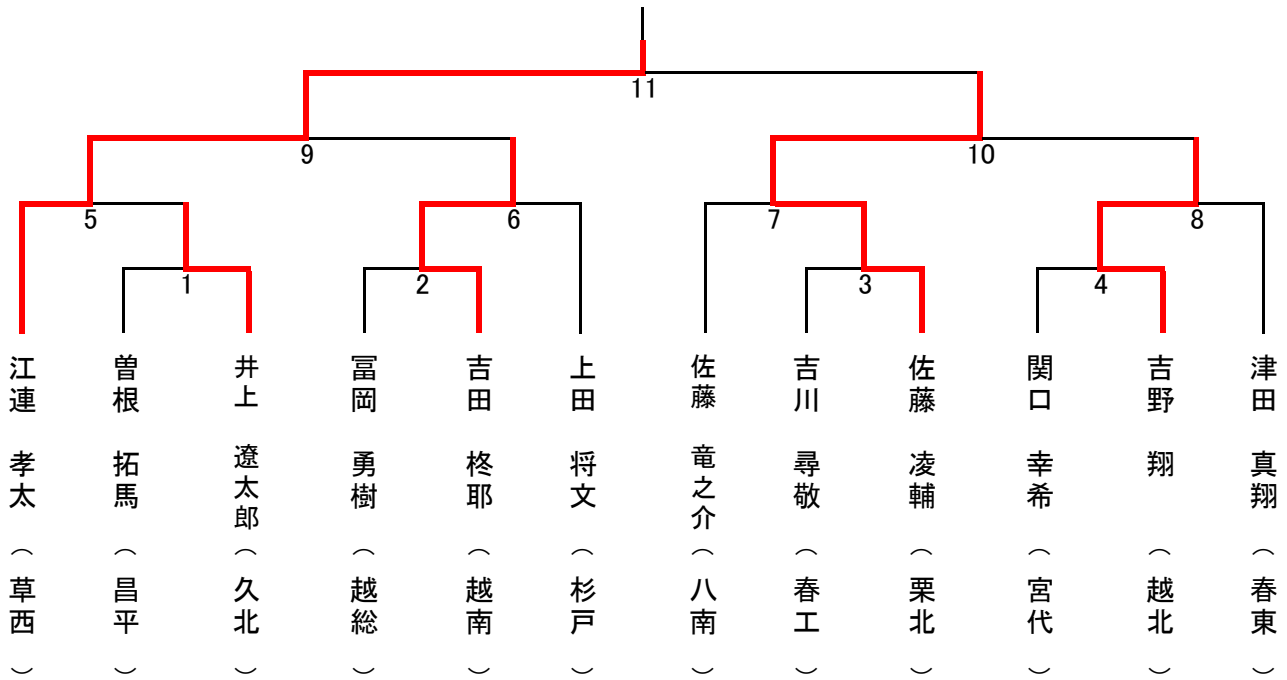 11
9
10
5
6
7
8
1
2
3
4
江連 孝太 (草西)
曽根 拓馬 (昌平)
井上 遼太郎 (久北)
冨岡 勇樹 (越総)
吉田 柊耶 (越南)
上田 将文 (杉戸)
佐藤 竜之介 (八南)
吉川 尋敬 (春工)
佐藤 凌輔 (栗北)
関口 幸希 (宮代)
吉野 翔 (越北)
津田 真翔 (春東)